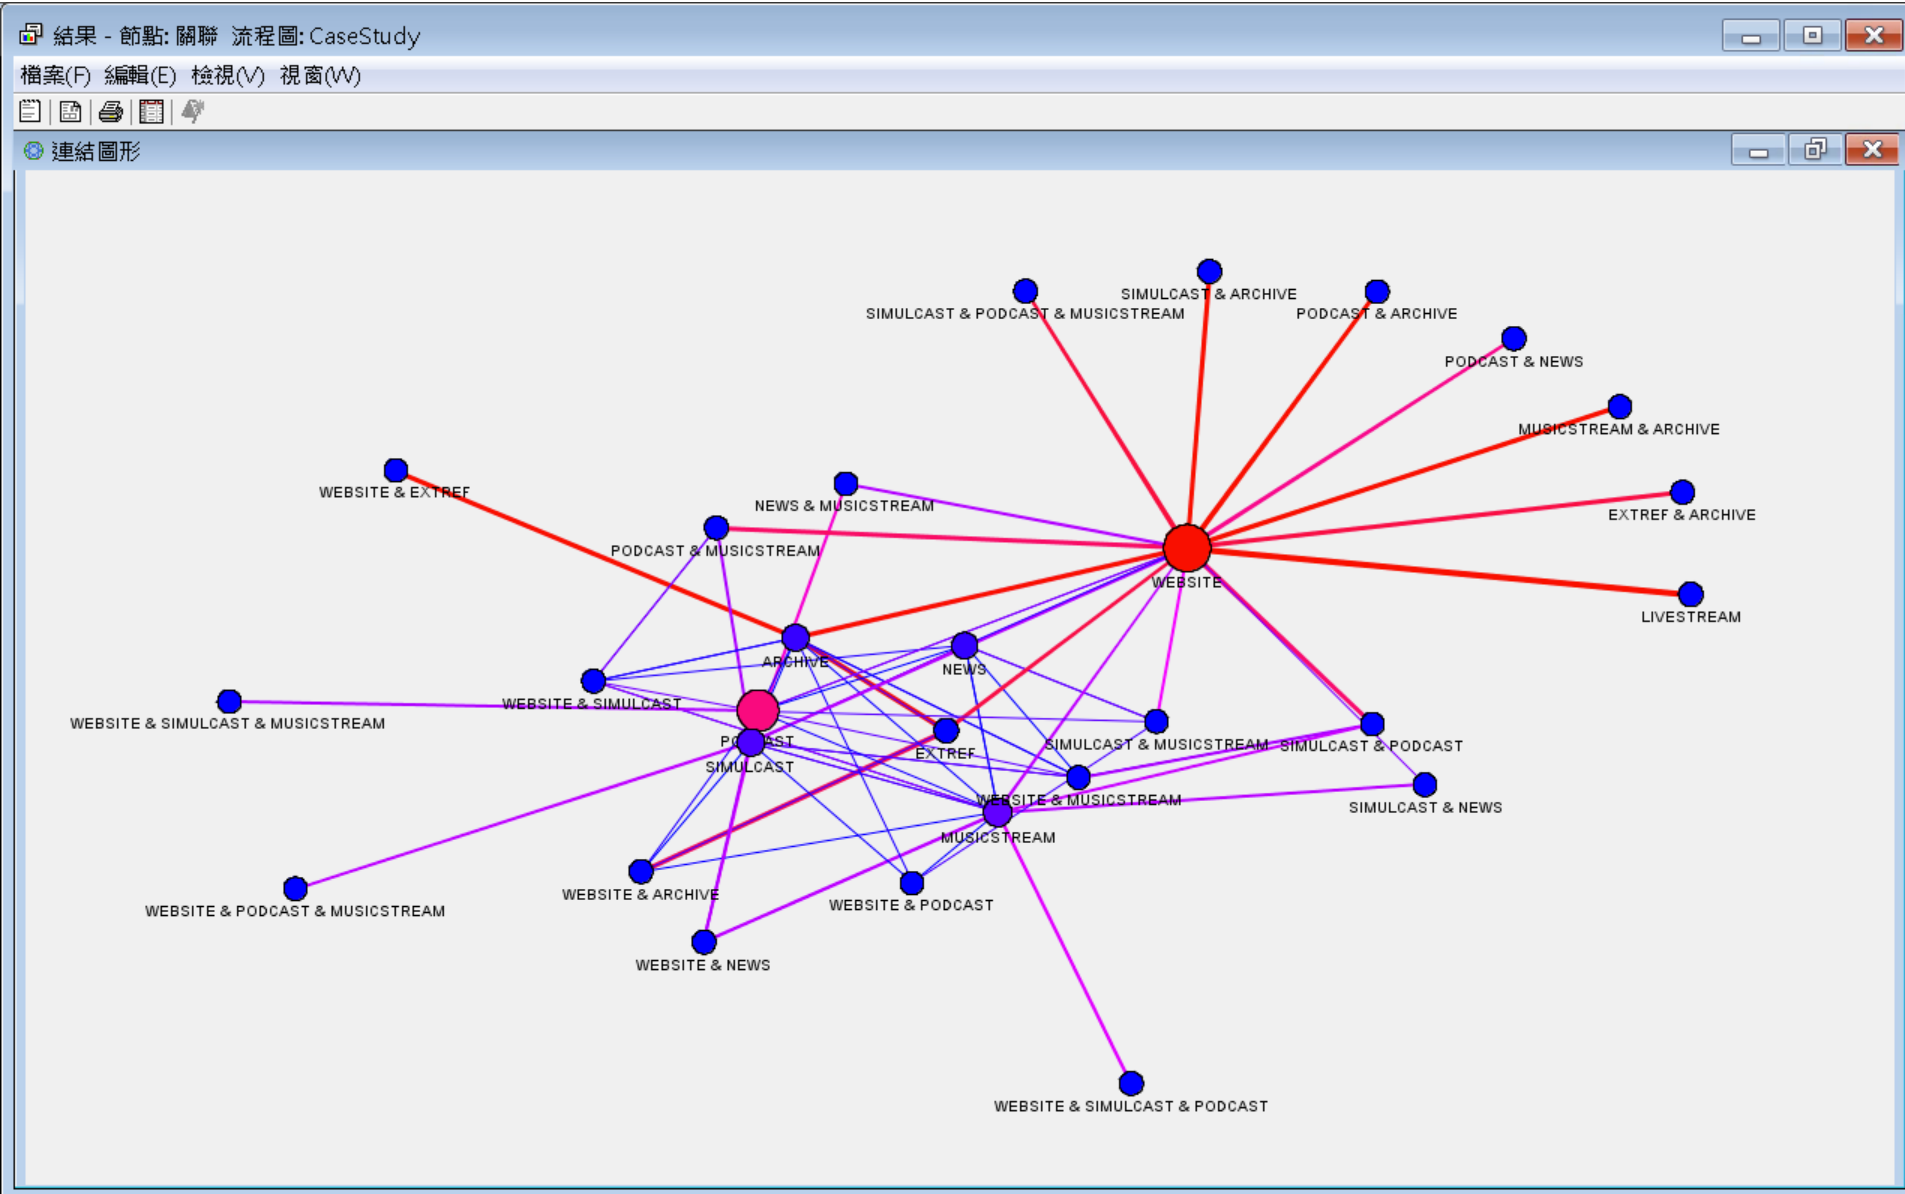 結果 - 節點: 關聯 流程圖: CaseStudy
檔案(F) 編輯(E) 檢視(V) 視窗(W)
連結圖形
SIMULCAST & ARCHIVE
SIMULCAST & PODCAST & MUSICSTREAM
PODCAST & ARCHIVE
PODCAST & NEWS
MUSICSTREAM & ARCHIVE
WEBSITE & EXTREF
NEWS & MUSICSTREAM
EXTREF & ARCHIVE
PODCAST & MUSICSTREAM
WEBSITE
LIVESTREAM
ARCHIVE
NEWS
WEBSITE & SIMULCAST
WEBSITE & SIMULCAST & MUSICSTREAM
PODCAST
SIMULCAST & MUSICSTREAM
SIMULCAST & PODCAST
EXTREF
SIMULCAST
WEBSITE & MUSICSTREAM
SIMULCAST & NEWS
MUSICSTREAM
WEBSITE & ARCHIVE
WEBSITE & PODCAST
WEBSITE & PODCAST & MUSICSTREAM
WEBSITE & NEWS
WEBSITE & SIMULCAST & PODCAST